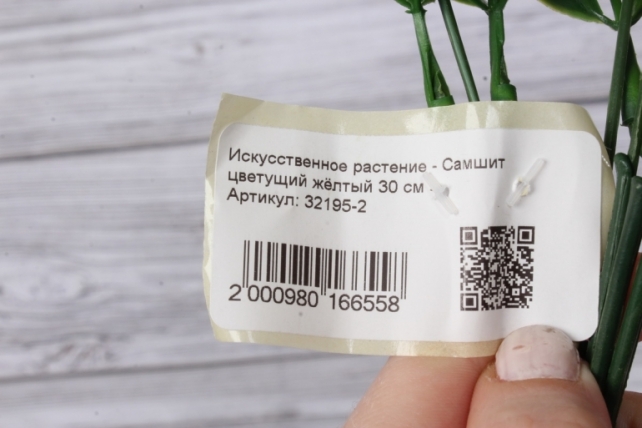 Искусственное растение - Самшит
цветущий жёлтый 30 см -
Артикул: 32195-2
2 000980 166558